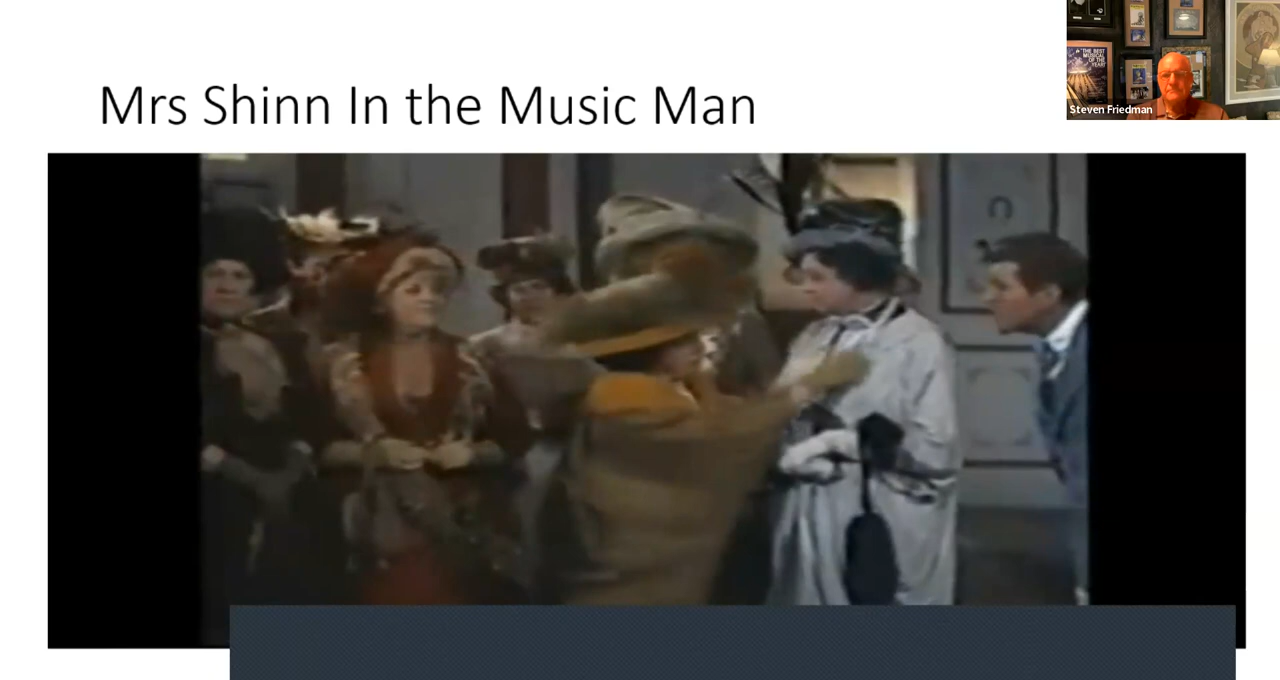 Mrs Shinn In the Music Man
THE BEST
MUSICAL
OF THE
YEAR!
Steven Friedman